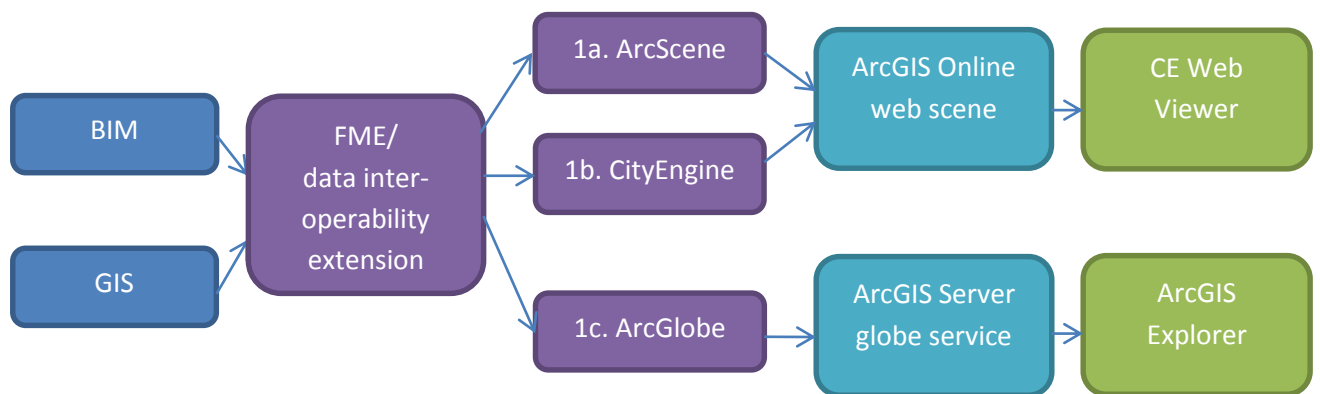 BIM
GIS
FME/
data inter-
operability
extension
1a. ArcScene
1b. CityEngine
1c. ArcGlobe
ArcGIS Online
web scene
ArcGIS Server
globe service
CE Web
Viewer
ArcGIS
Explorer